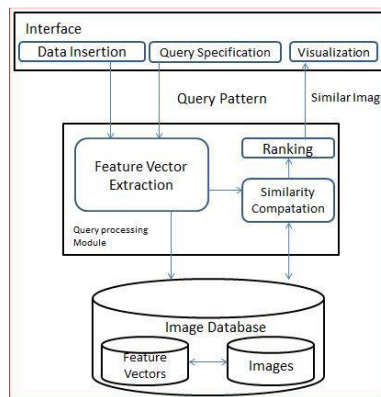 Interface
Data Insertion
Query Specification
Visualization
Query Pattern
Similar Imag
Feature Vector
Extraction
Ranking
Similarity
Compatation
Query processing
Module
Image Database
Feature
Vectors
Images